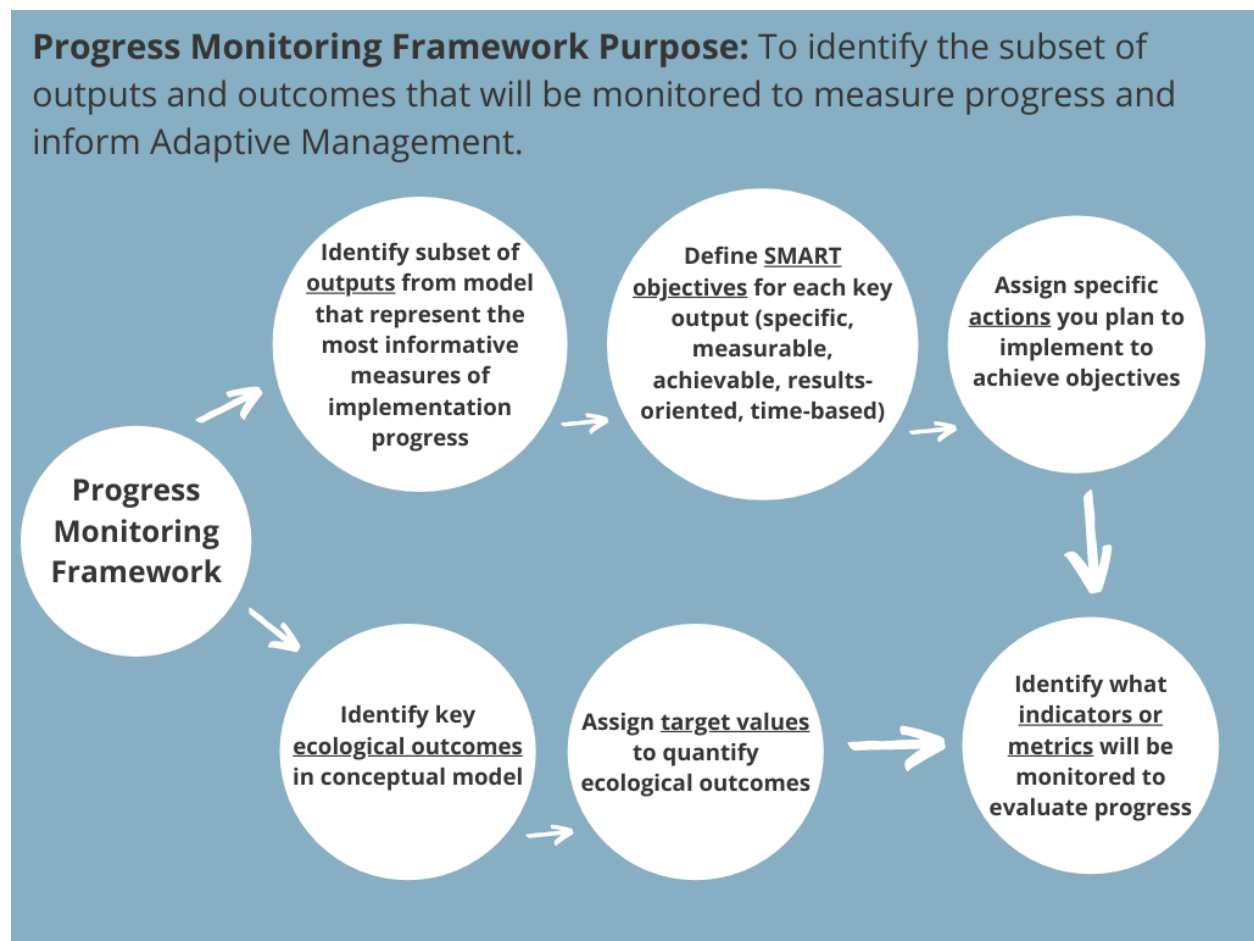 Progress Monitoring Framework Purpose: To identify the subset of
outputs and outcomes that will be monitored to measure progress and
inform Adaptive Management.
Progress
Monitoring
Framework
Identify subset of
outputs from model
that represent the
most informative
measures of
implementation
progress
Define SMART
objectives for each key
output (specific,
measurable,
achievable, results-
oriented, time-based)
Assign specific
actions you plan to
implement to
achieve objectives
Identify key
ecological outcomes
in conceptual model
Assign target values
to quantify
ecological outcomes
Identify what
indicators or
metrics will be
monitored to
evaluate progress